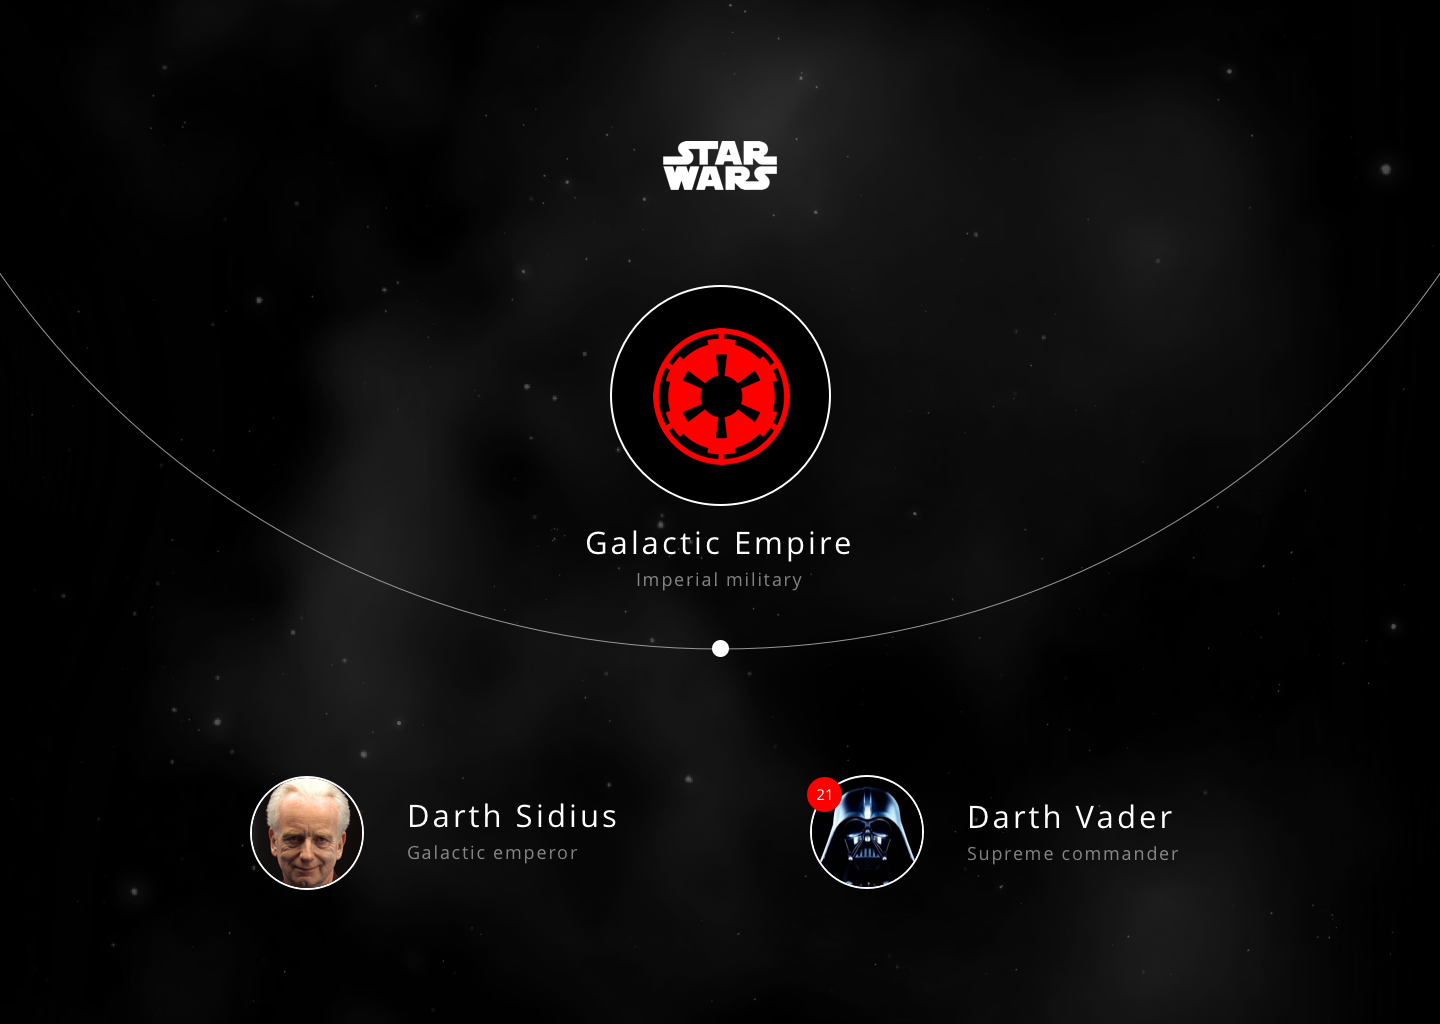 STAR
WARS
Galactic Empire
Imperial military
Darth Sidius
Galactic emperor
21
Darth Vader
Supreme commander